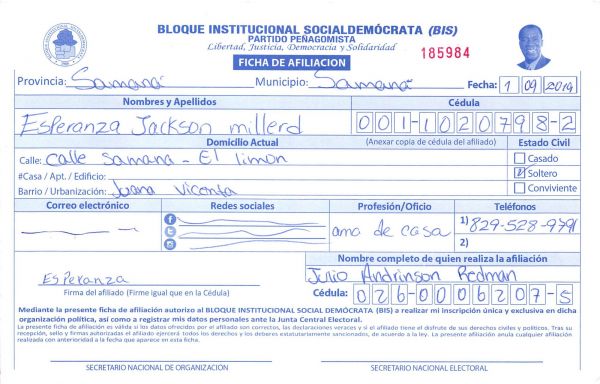 BLOQUE INSTITUCIONAL SOCIALDEMÓCRATA (BIS)
PARTIDO PEÑAGOMISTA
Libertad, Justicia, Democracia y Solidaridad
185984
FICHA DE AFILIACION
Provincia: Samaná Municipio: Samaná Fecha: 1 09 2019
Nombres y Apellidos Cédula
Esperanza Jackson millerd 001-1020798-2
Domicilio Actual (Anexar copia de cédula del afiliado) Estado Civil
Calle: calle samana - El limon Casado
#Casa / Apt. / Edificio: Soltero
Barrio / Urbanización: Juana Vicenta Conviviente
Correo electrónico Redes sociales Profesión/Oficio Teléfonos
ama de casa 1) 829-528-9791
2)
Nombre completo de quien realiza la afiliación
Esperanza Julio Andrinson Redman
Firma del afiliado (Firme igual que en la Cédula) Cédula: 026-0006207-5
Mediante la presente ficha de afiliación autorizo al BLOQUE INSTITUCIONAL SOCIAL DEMÓCRATA (BIS) a realizar mi inscripción única y exclusiva en dicha
organización política, así como a registrar mis datos personales ante la Junta Central Electoral.
La presente ficha de afiliación es válida si los datos ofrecidos por el afiliado son correctos, las declaraciones veraces y si el afiliado tiene el disfrute de sus derechos civiles y políticos. Tras su
recepción, sello y firmas autorizadas el afiliado ejercerá todos los derechos y los deberes estatutariamente sancionados, de acuerdo a la ley. La presente afiliación anula cualquier afiliación
realizada con anterioridad a la fecha que aparece en esta ficha.
SECRETARIO NACIONAL DE ORGANIZACIÓN SECRETARIO NACIONAL ELECTORAL